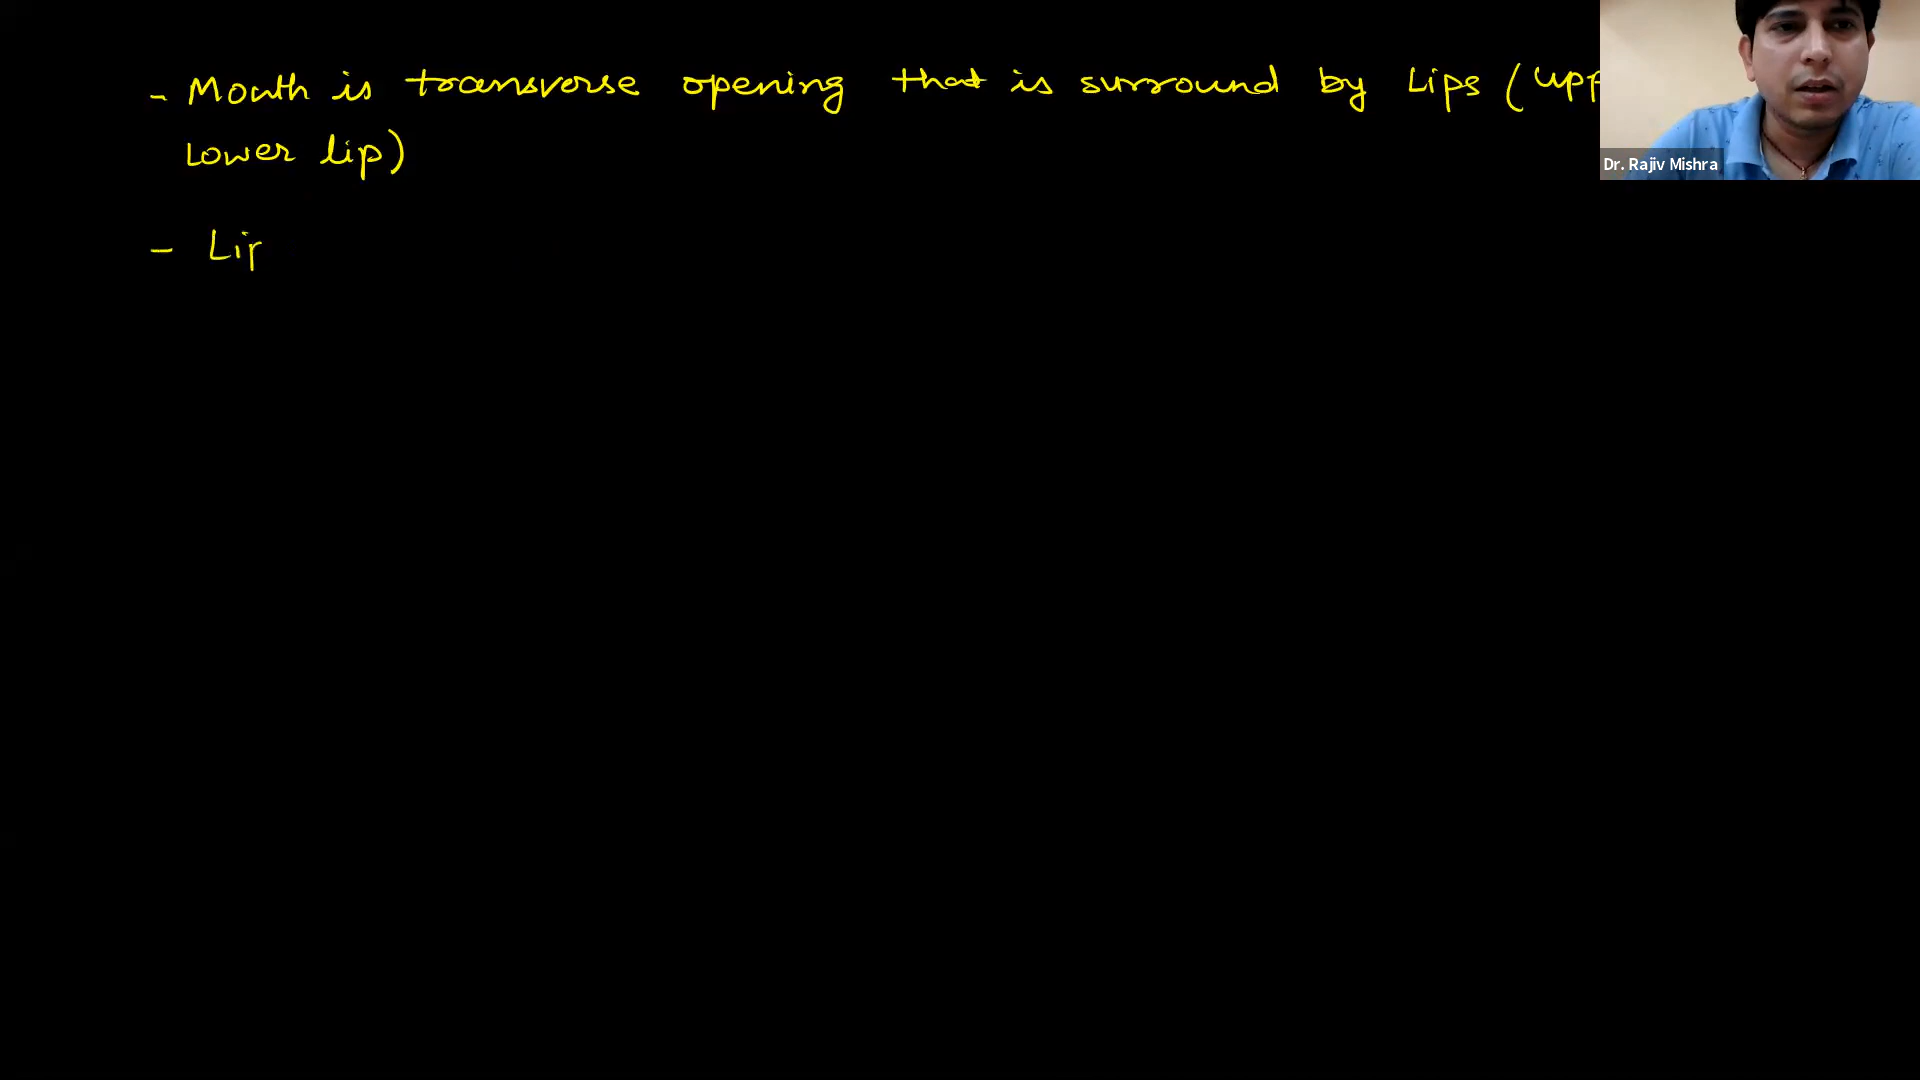 - Mouth is transverse opening that is surround by Lips (upp
Lower lip)
- Lip
Dr. Rajiv Mishra